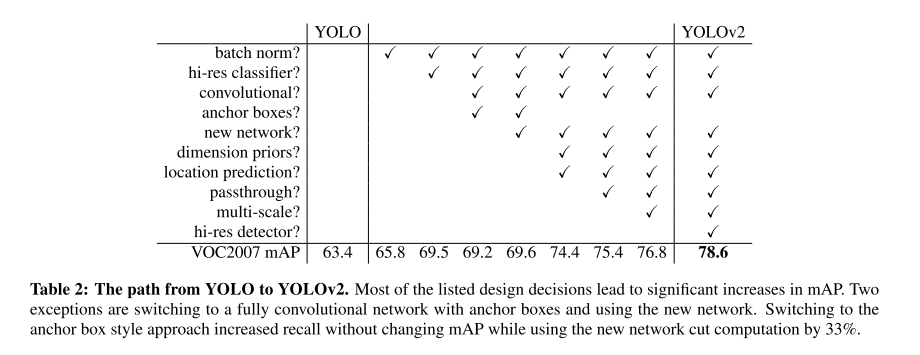 YOLO YOLOv2
batch norm? ✓ ✓ ✓ ✓ ✓ ✓ ✓ ✓
hi-res classifier? ✓ ✓ ✓ ✓ ✓ ✓ ✓
convolutional? ✓ ✓ ✓ ✓ ✓ ✓
anchor boxes? ✓ ✓
new network? ✓ ✓ ✓ ✓ ✓
dimension priors? ✓ ✓ ✓ ✓
location prediction? ✓ ✓ ✓ ✓
passthrough? ✓ ✓ ✓
multi-scale? ✓ ✓
hi-res detector? ✓
VOC2007 mAP 63.4 65.8 69.5 69.2 69.6 74.4 75.4 76.8 78.6
Table 2: The path from YOLO to YOLOv2. Most of the listed design decisions lead to significant increases in mAP. Two
exceptions are switching to a fully convolutional network with anchor boxes and using the new network. Switching to the
anchor box style approach increased recall without changing mAP while using the new network cut computation by 33%.